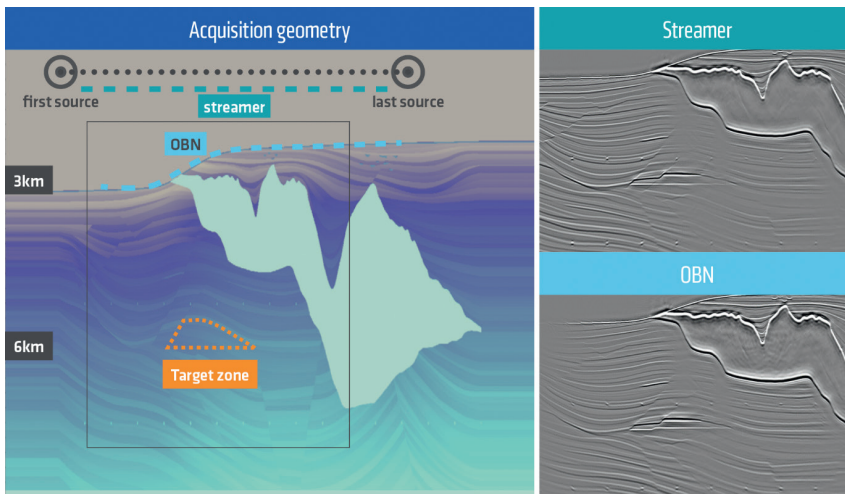 Acquisition geometry
first source
last source
streamer
OBN
3km
6km
Target zone
Streamer
OBN